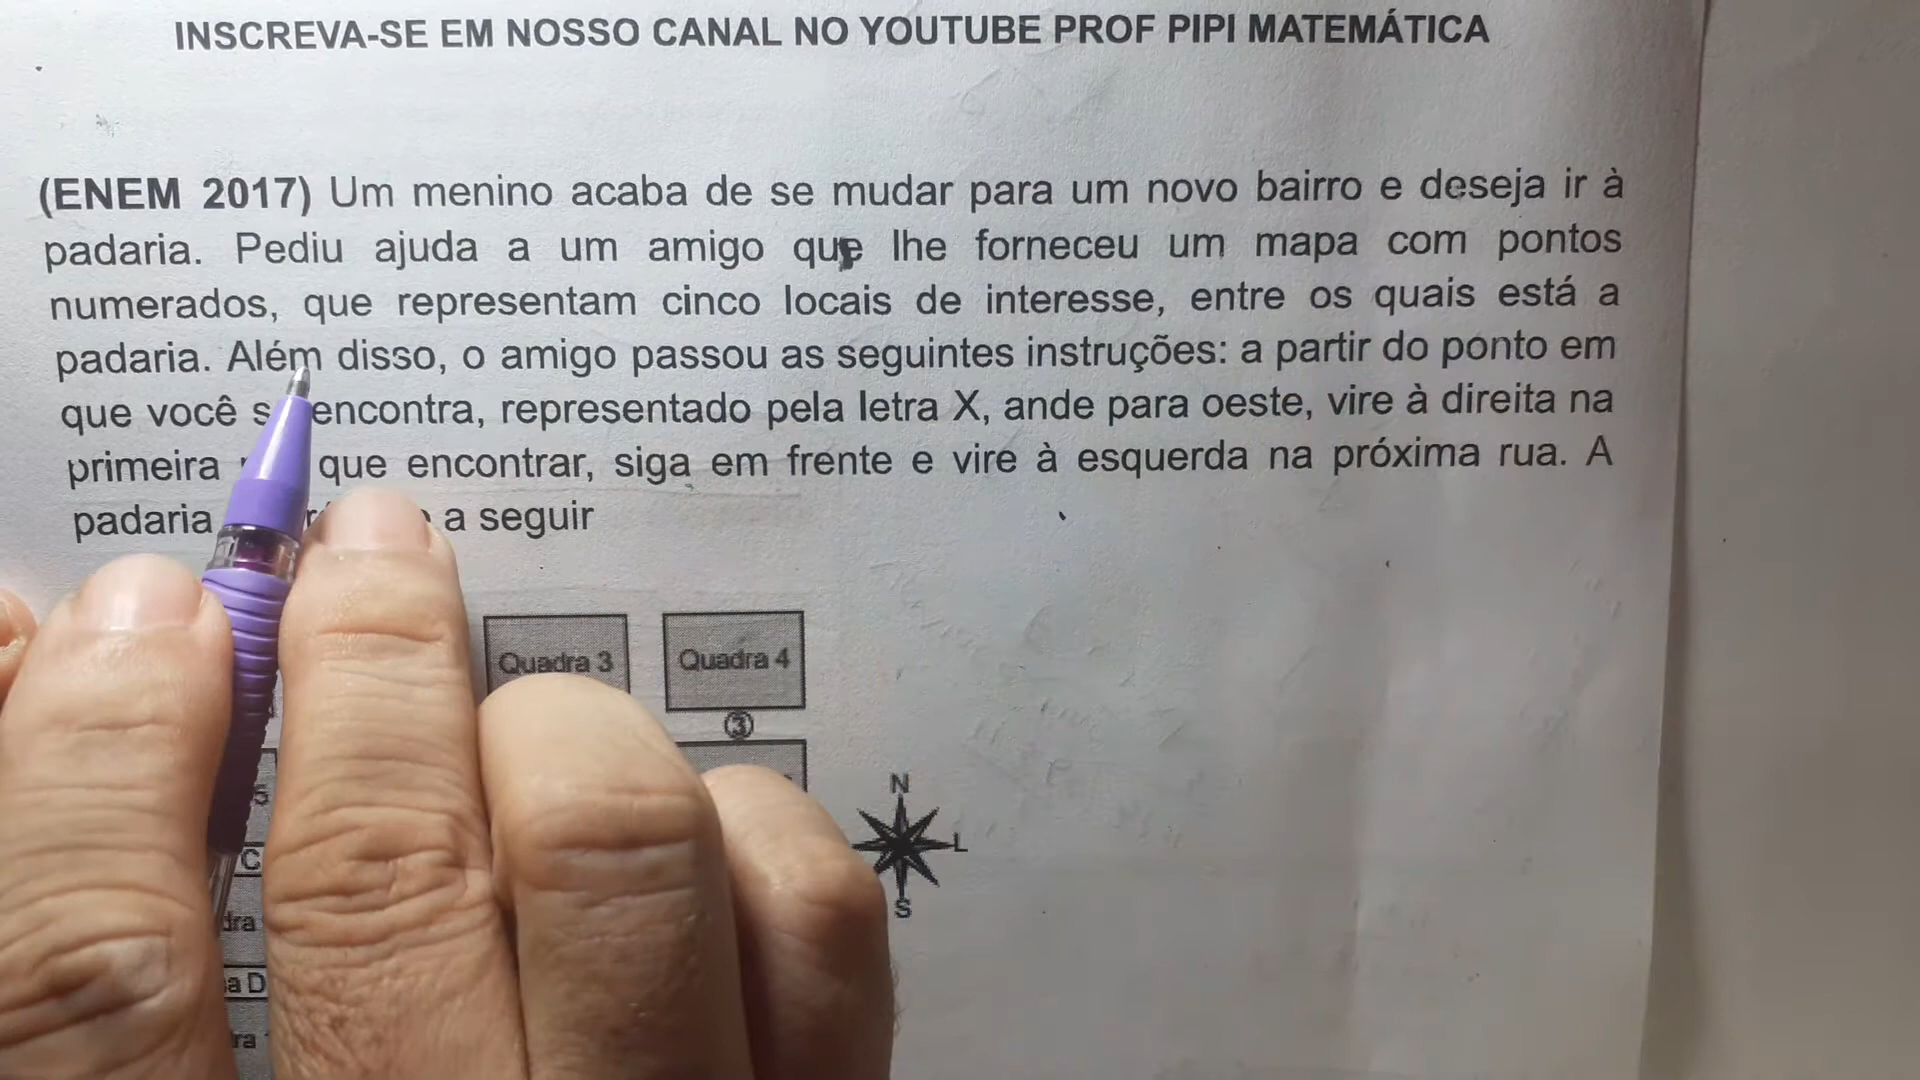 INSCREVA-SE EM NOSSO CANAL NO YOUTUBE PROF PIPI MATEMÁTICA
(ENEM 2017) Um menino acaba de se mudar para um novo bairro e deseja ir à
padaria. Pediu ajuda a um amigo que lhe forneceu um mapa com pontos
numerados, que representam cinco locais de interesse, entre os quais está a
padaria. Além disso, o amigo passou as seguintes instruções: a partir do ponto em
que você encontra, representado pela letra X, ande para oeste, vire à direita na
primeira que encontrar, siga em frente e vire à esquerda na próxima rua. A
padaria a seguir
Quadra 3 Quadra 4
3
N
5
L
C
S
dra
a D
ra